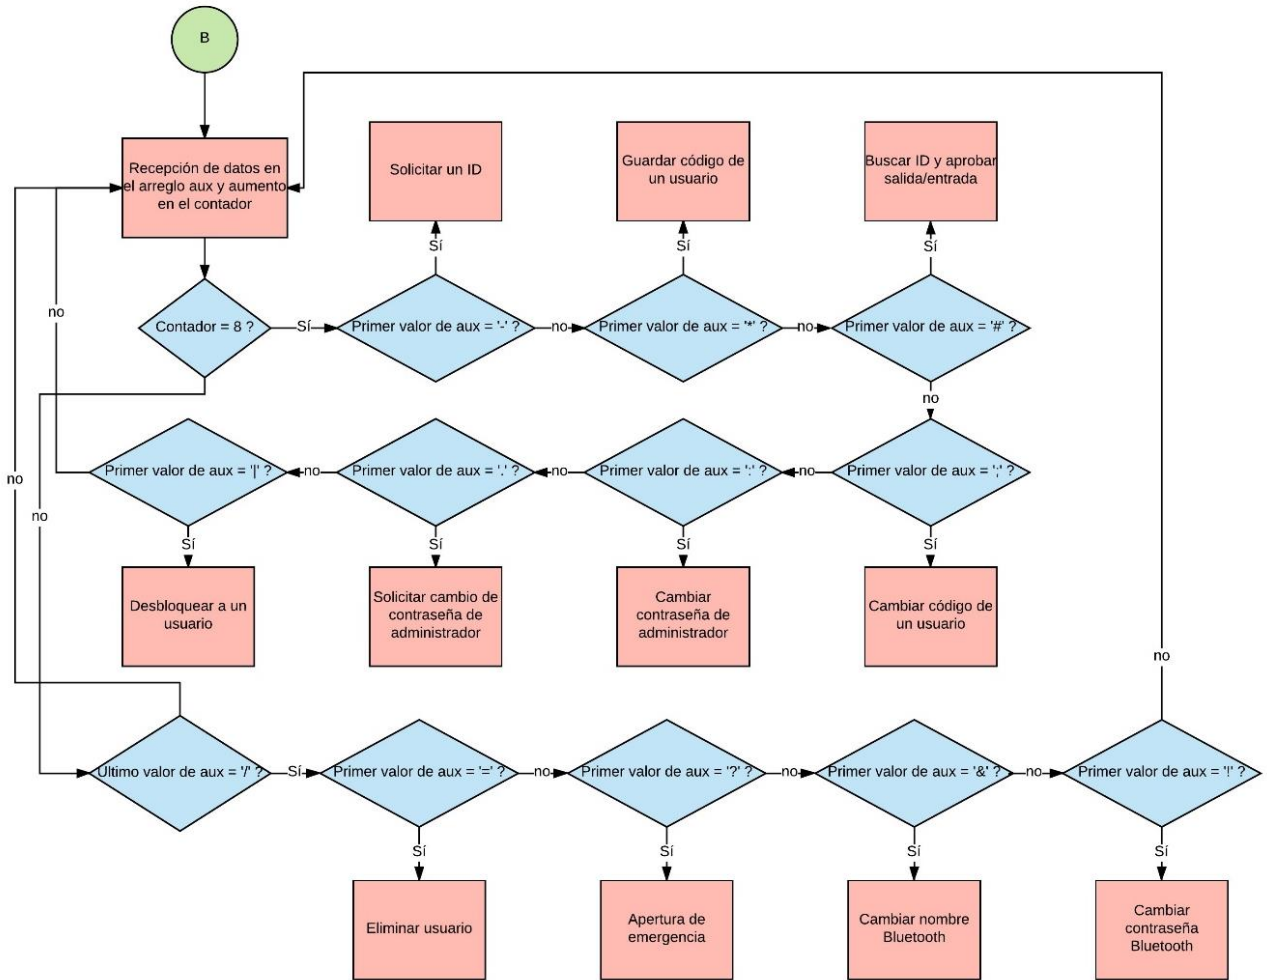 B
Recepción de datos en
el arreglo aux y aumento
en el contador
Solicitar un ID
Guardar código de
un usuario
Buscar ID y aprobar
salida/entrada
Sí
Sí
Sí
no
Contador = 8 ?
Sí
Primer valor de aux = '-' ?
no
Primer valor de aux = '*' ?
no
Primer valor de aux = '#' ?
no
Primer valor de aux = '|' ?
no
Primer valor de aux = '.' ?
no
Primer valor de aux = ':' ?
no
Primer valor de aux = ';' ?
no
no
Sí
Sí
Sí
Sí
Desbloquear a un
usuario
Solicitar cambio de
contraseña de
administrador
Cambiar
contraseña de
administrador
Cambiar código de
un usuario
no
Ultimo valor de aux = '/' ?
Sí
Primer valor de aux = '=' ?
no
Primer valor de aux = '?' ?
no
Primer valor de aux = '&' ?
no
Primer valor de aux = '!' ?
Sí
Sí
Sí
Sí
Eliminar usuario
Apertura de
emergencia
Cambiar nombre
Bluetooth
Cambiar
contraseña
Bluetooth